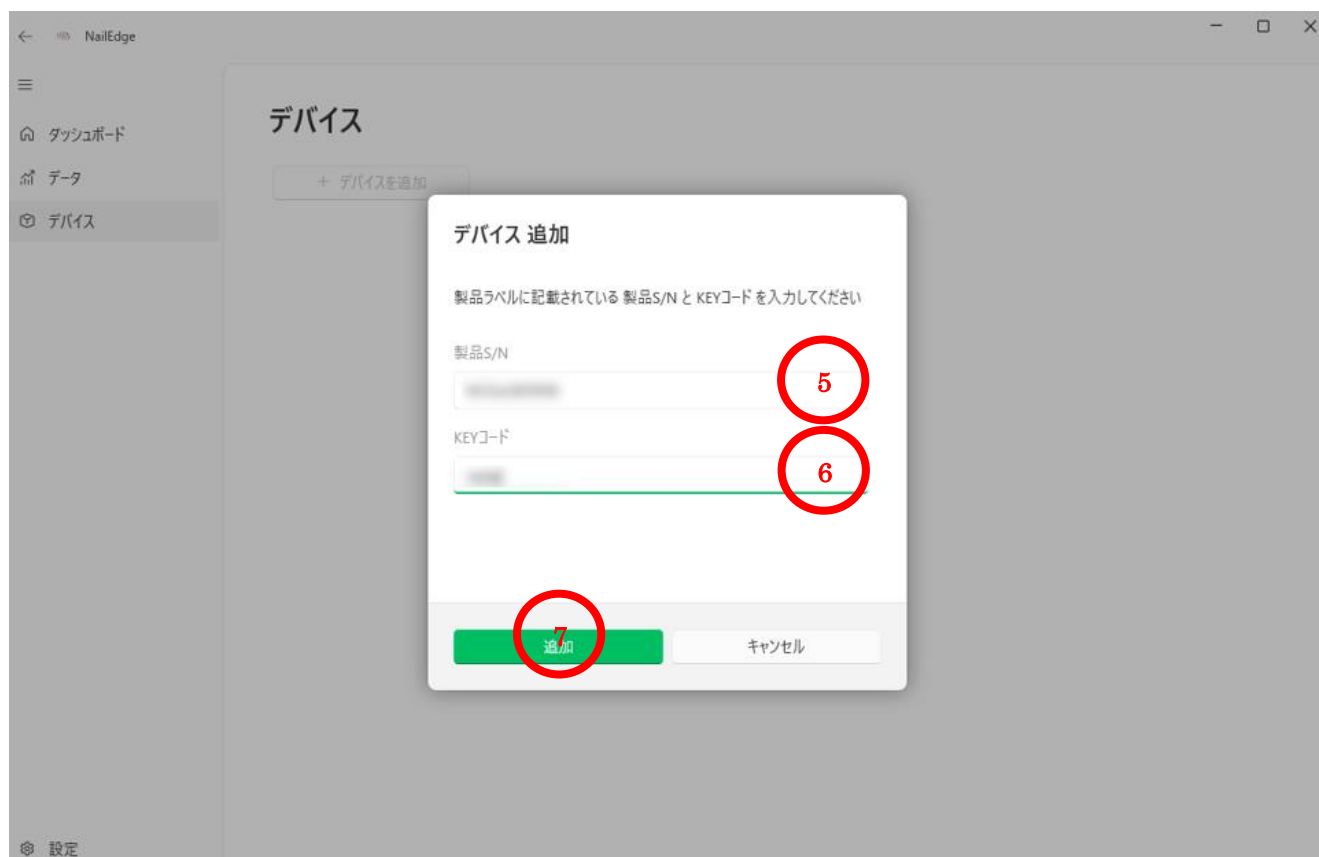 NailEdge
ダッシュボード
データ
デバイス
設定
デバイス
+ デバイスを追加
デバイス 追加
製品ラベルに記載されている 製品S/N と KEYコード を入力してください
製品S/N
5
KEYコード
6
7
追加
キャンセル